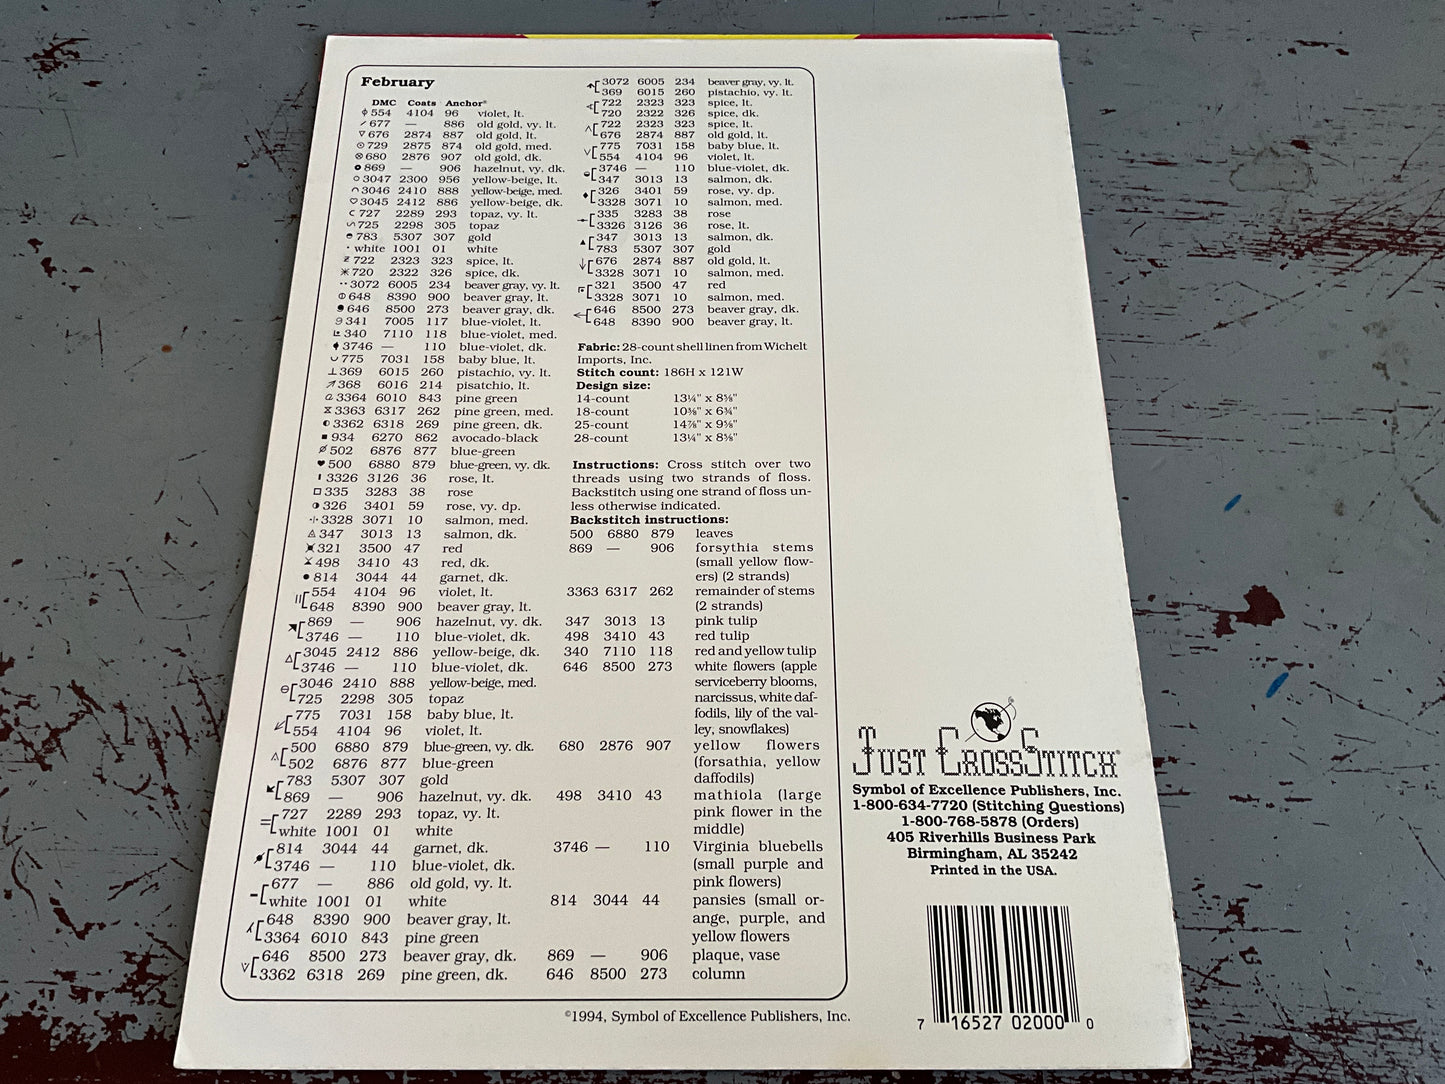 February
DMC Coats Anchor®
554 4104 96 violet, lt.
677 — 886 old gold, vy. lt.
676 2874 887 old gold, lt.
729 2875 874 old gold, med.
680 2876 907 old gold, dk.
869 — 906 hazelnut, vy. dk.
3047 2300 956 yellow-beige, lt.
3046 2410 888 yellow-beige, med.
3045 2412 886 yellow-beige, dk.
727 2289 293 topaz, vy. lt.
725 2298 305 topaz
783 5307 307 gold
white 1001 01 white
722 2323 323 spice, lt.
720 2322 326 spice, dk.
3072 6005 234 beaver gray, vy. lt.
648 8390 900 beaver gray, lt.
646 8500 273 beaver gray, dk.
341 7005 117 blue-violet, lt.
340 7110 118 blue-violet, med.
3746 — 110 blue-violet, dk.
775 7031 158 baby blue, lt.
369 6015 260 pistachio, vy. lt.
368 6016 214 pisatchio, lt.
3364 6010 843 pine green
3363 6317 262 pine green, med.
3362 6318 269 pine green, dk.
934 6270 862 avocado-black
502 6876 877 blue-green
500 6880 879 blue-green, vy. dk.
3326 3126 36 rose, lt.
335 3283 38 rose
326 3401 59 rose, vy. dp.
3328 3071 10 salmon, med.
347 3013 13 salmon, dk.
321 3500 47 red
498 3410 43 red, dk.
814 3044 44 garnet, dk.
554 4104 96 violet, lt.
648 8390 900 beaver gray, lt.
869 — 906 hazelnut, vy. dk.
3746 — 110 blue-violet, dk.
3045 2412 886 yellow-beige, dk.
3746 — 110 blue-violet, dk.
3046 2410 888 yellow-beige, med.
725 2298 305 topaz
775 7031 158 baby blue, lt.
554 4104 96 violet, lt.
500 6880 879 blue-green, vy. dk.
502 6876 877 blue-green
783 5307 307 gold
869 — 906 hazelnut, vy. dk.
727 2289 293 topaz, vy. lt.
white 1001 01 white
814 3044 44 garnet, dk.
3746 — 110 blue-violet, dk.
677 — 886 old gold, vy. lt.
white 1001 01 white
648 8390 900 beaver gray, lt.
3364 6010 843 pine green
646 8500 273 beaver gray, dk.
3362 6318 269 pine green, dk.
3072 6005 234 beaver gray, vy. lt.
369 6015 260 pistachio, vy. lt.
722 2323 323 spice, lt.
720 2322 326 spice, dk.
722 2323 323 spice, lt.
676 2874 887 old gold, lt.
775 7031 158 baby blue, lt.
554 4104 96 violet, lt.
3746 — 110 blue-violet, dk.
347 3013 13 salmon, dk.
326 3401 59 rose, vy. dp.
3328 3071 10 salmon, med.
335 3283 38 rose
3326 3126 36 rose, lt.
347 3013 13 salmon, dk.
783 5307 307 gold
676 2874 887 old gold, lt.
3328 3071 10 salmon, med.
321 3500 47 red
3328 3071 10 salmon, med.
646 8500 273 beaver gray, dk.
648 8390 900 beaver gray, lt.
Fabric: 28-count shell linen from Wichelt
Imports, Inc.
Stitch count: 186H x 121W
Design size:
14-count 13¼" x 8⅝"
18-count 10⅜" x 6¾"
25-count 14⅞" x 9⅝"
28-count 13¼" x 8⅝"
Instructions: Cross stitch over two
threads using two strands of floss.
Backstitch using one strand of floss un-
less otherwise indicated.
Backstitch instructions:
500 6880 879 leaves
869 — 906 forsythia stems
(small yellow flow-
ers) (2 strands)
3363 6317 262 remainder of stems
(2 strands)
347 3013 13 pink tulip
498 3410 43 red tulip
340 7110 118 red and yellow tulip
646 8500 273 white flowers (apple
serviceberry blooms,
narcissus, white daf-
fodils, lily of the val-
ley, snowflakes)
680 2876 907 yellow flowers
(forsathia, yellow
daffodils)
498 3410 43 mathiola (large
pink flower in the
middle)
3746 — 110 Virginia bluebells
(small purple and
pink flowers)
814 3044 44 pansies (small or-
ange, purple, and
yellow flowers
869 — 906 plaque, vase
646 8500 273 column
©1994, Symbol of Excellence Publishers, Inc.
Just CrossStitch®
Symbol of Excellence Publishers, Inc.
1-800-634-7720 (Stitching Questions)
1-800-768-5878 (Orders)
405 Riverhills Business Park
Birmingham, AL 35242
Printed in the USA.
7 16527 02000 0